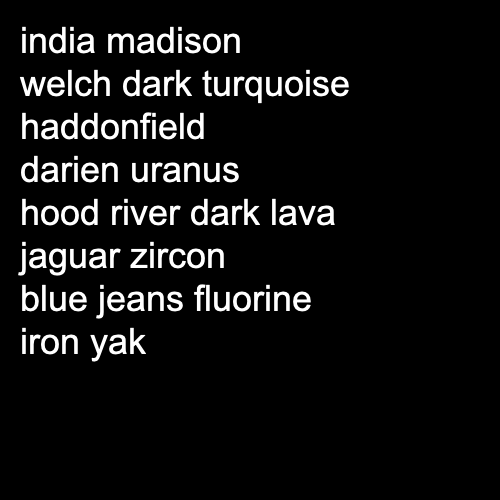 india madison
welch dark turquoise
haddonfield
darien uranus
hood river dark lava
jaguar zircon
blue jeans fluorine
iron yak